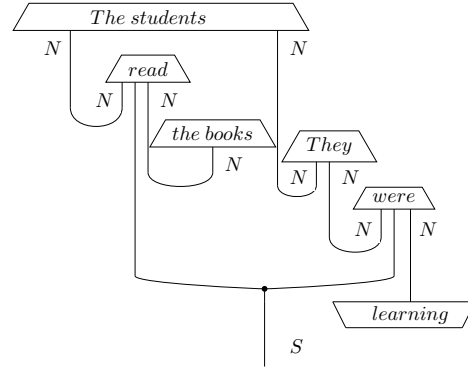 The students
N N
read
N N
the books
They
N N N
were
N N
learning
S